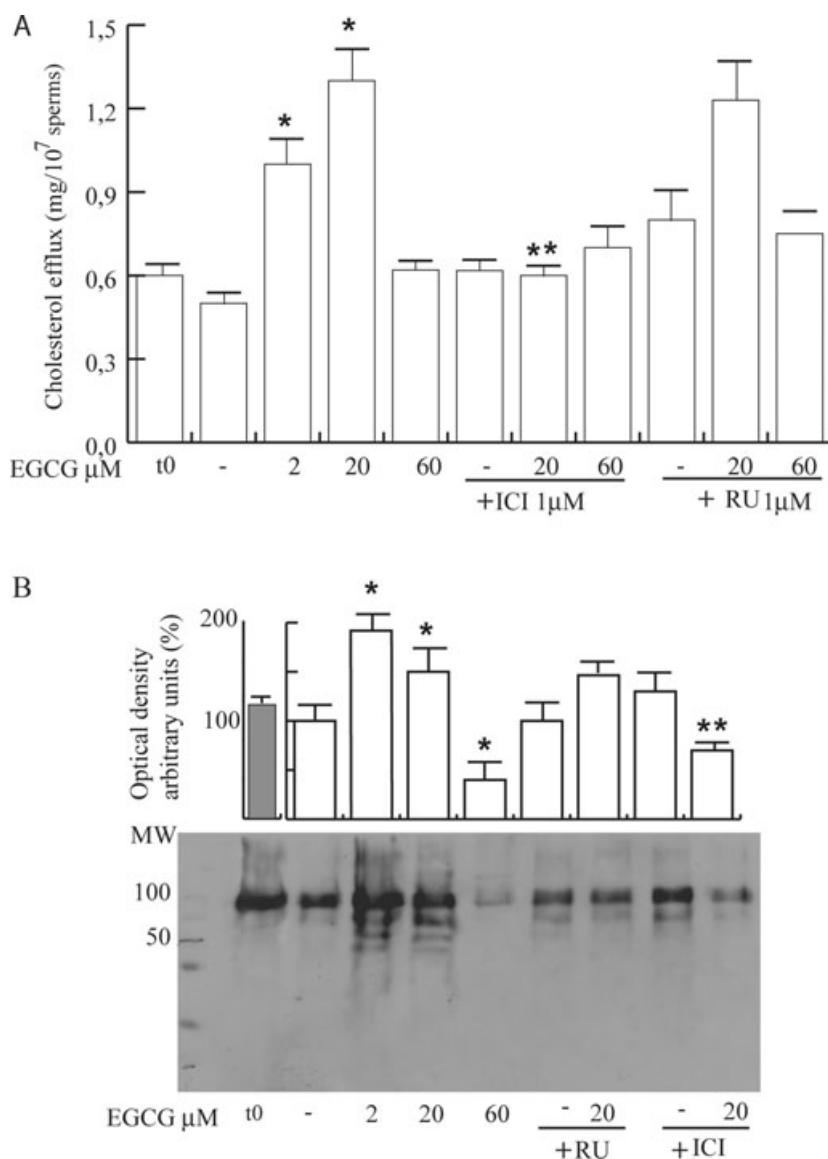 A
Cholesterol efflux (mg/10⁷ sperms)
1,5
1,2
0,9
0,6
0,3
0,0
* * **
EGCG µM t0 - 2 20 60 - 20 60 - 20 60
+ICI 1µM + RU 1µM
B
Optical density
arbitrary units (%)
200
100
* * * **
MW
100
50
EGCG µM t0 - 2 20 60 - 20 - 20
+RU +ICI